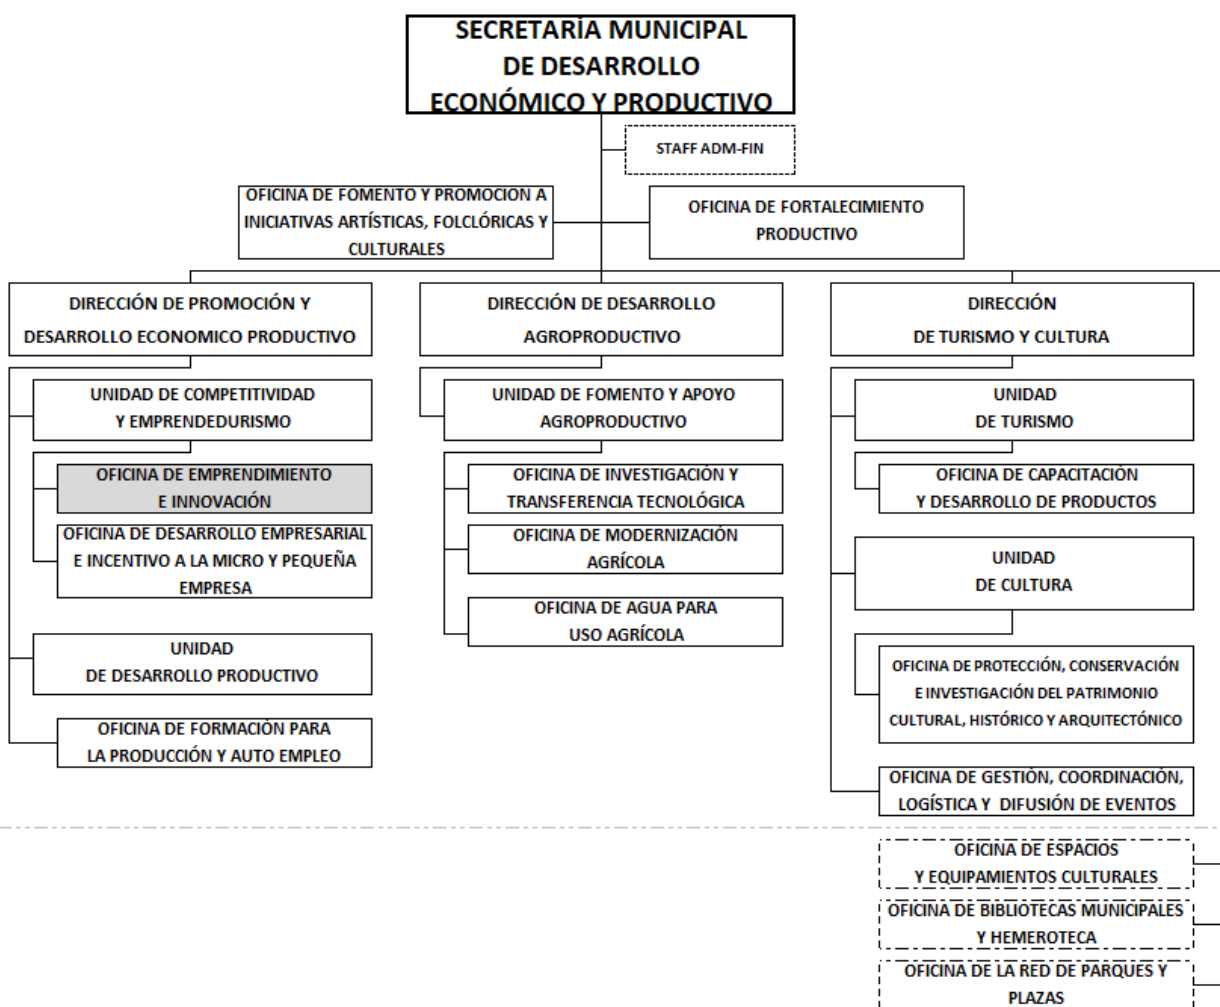 SECRETARÍA MUNICIPAL
DE DESARROLLO
ECONÓMICO Y PRODUCTIVO
STAFF ADM-FIN
OFICINA DE FOMENTO Y PROMOCION A
INICIATIVAS ARTÍSTICAS, FOLCLÓRICAS Y
CULTURALES
OFICINA DE FORTALECIMIENTO
PRODUCTIVO
DIRECCIÓN DE PROMOCIÓN Y
DESARROLLO ECONOMICO PRODUCTIVO
UNIDAD DE COMPETITIVIDAD
Y EMPRENDEDURISMO
OFICINA DE EMPRENDIMIENTO
E INNOVACIÓN
OFICINA DE DESARROLLO EMPRESARIAL
E INCENTIVO A LA MICRO Y PEQUEÑA
EMPRESA
UNIDAD
DE DESARROLLO PRODUCTIVO
OFICINA DE FORMACIÓN PARA
LA PRODUCCIÓN Y AUTO EMPLEO
DIRECCIÓN DE DESARROLLO
AGROPRODUCTIVO
UNIDAD DE FOMENTO Y APOYO
AGROPRODUCTIVO
OFICINA DE INVESTIGACIÓN Y
TRANSFERENCIA TECNOLÓGICA
OFICINA DE MODERNIZACIÓN
AGRÍCOLA
OFICINA DE AGUA PARA
USO AGRÍCOLA
DIRECCIÓN
DE TURISMO Y CULTURA
UNIDAD
DE TURISMO
OFICINA DE CAPACITACIÓN
Y DESARROLLO DE PRODUCTOS
UNIDAD
DE CULTURA
OFICINA DE PROTECCIÓN, CONSERVACIÓN
E INVESTIGACIÓN DEL PATRIMONIO
CULTURAL, HISTÓRICO Y ARQUITECTÓNICO
OFICINA DE GESTIÓN, COORDINACIÓN,
LOGÍSTICA Y DIFUSIÓN DE EVENTOS
OFICINA DE ESPACIOS
Y EQUIPAMIENTOS CULTURALES
OFICINA DE BIBLIOTECAS MUNICIPALES
Y HEMEROTECA
OFICINA DE LA RED DE PARQUES Y
PLAZAS